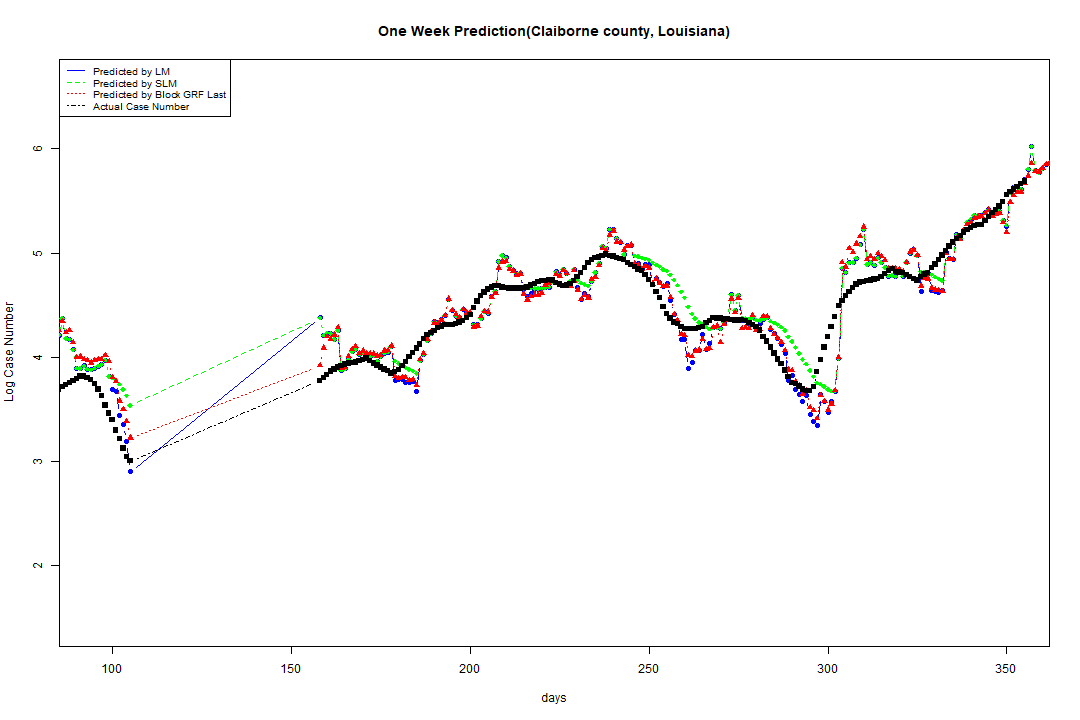 One Week Prediction(Claiborne county, Louisiana)
Predicted by LM
Predicted by SLM
Predicted by Block GRF Last
Actual Case Number
6
5
4
3
2
Log Case Number
100 150 200 250 300 350
days